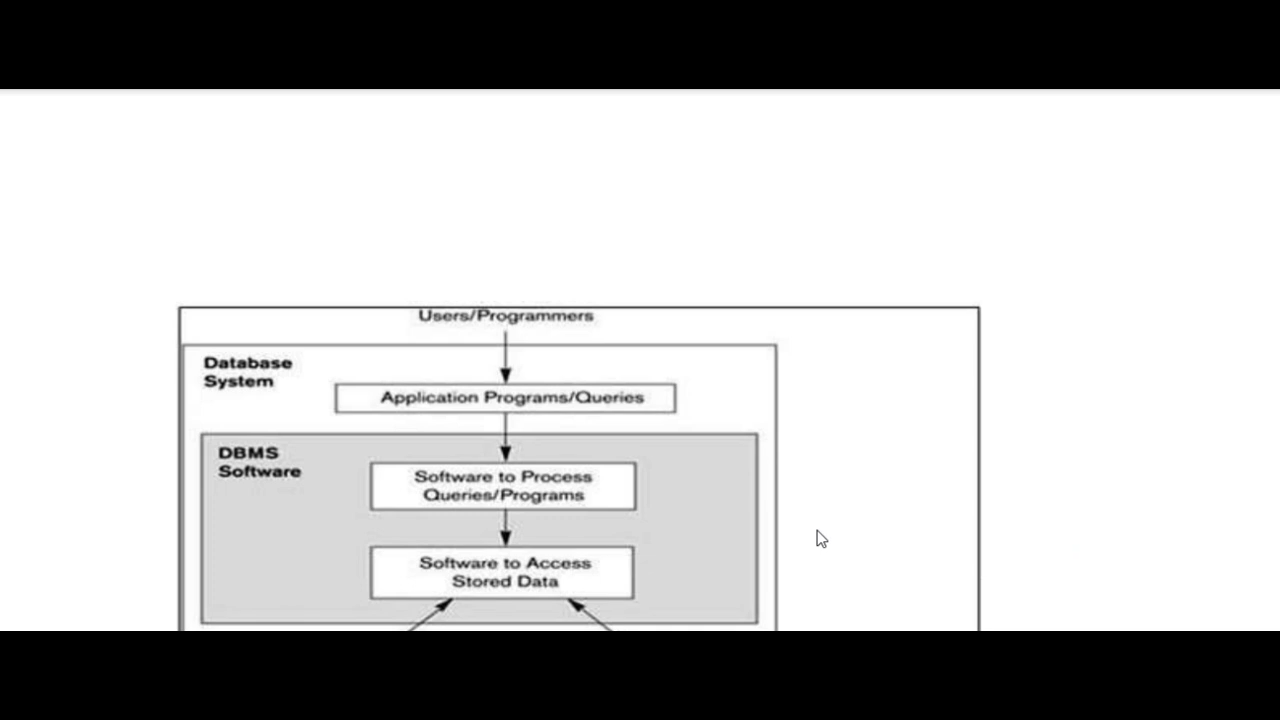 Users/Programmers
Database
System
Application Programs/Queries
DBMS
Software
Software to Process
Queries/Programs
Software to Access
Stored Data